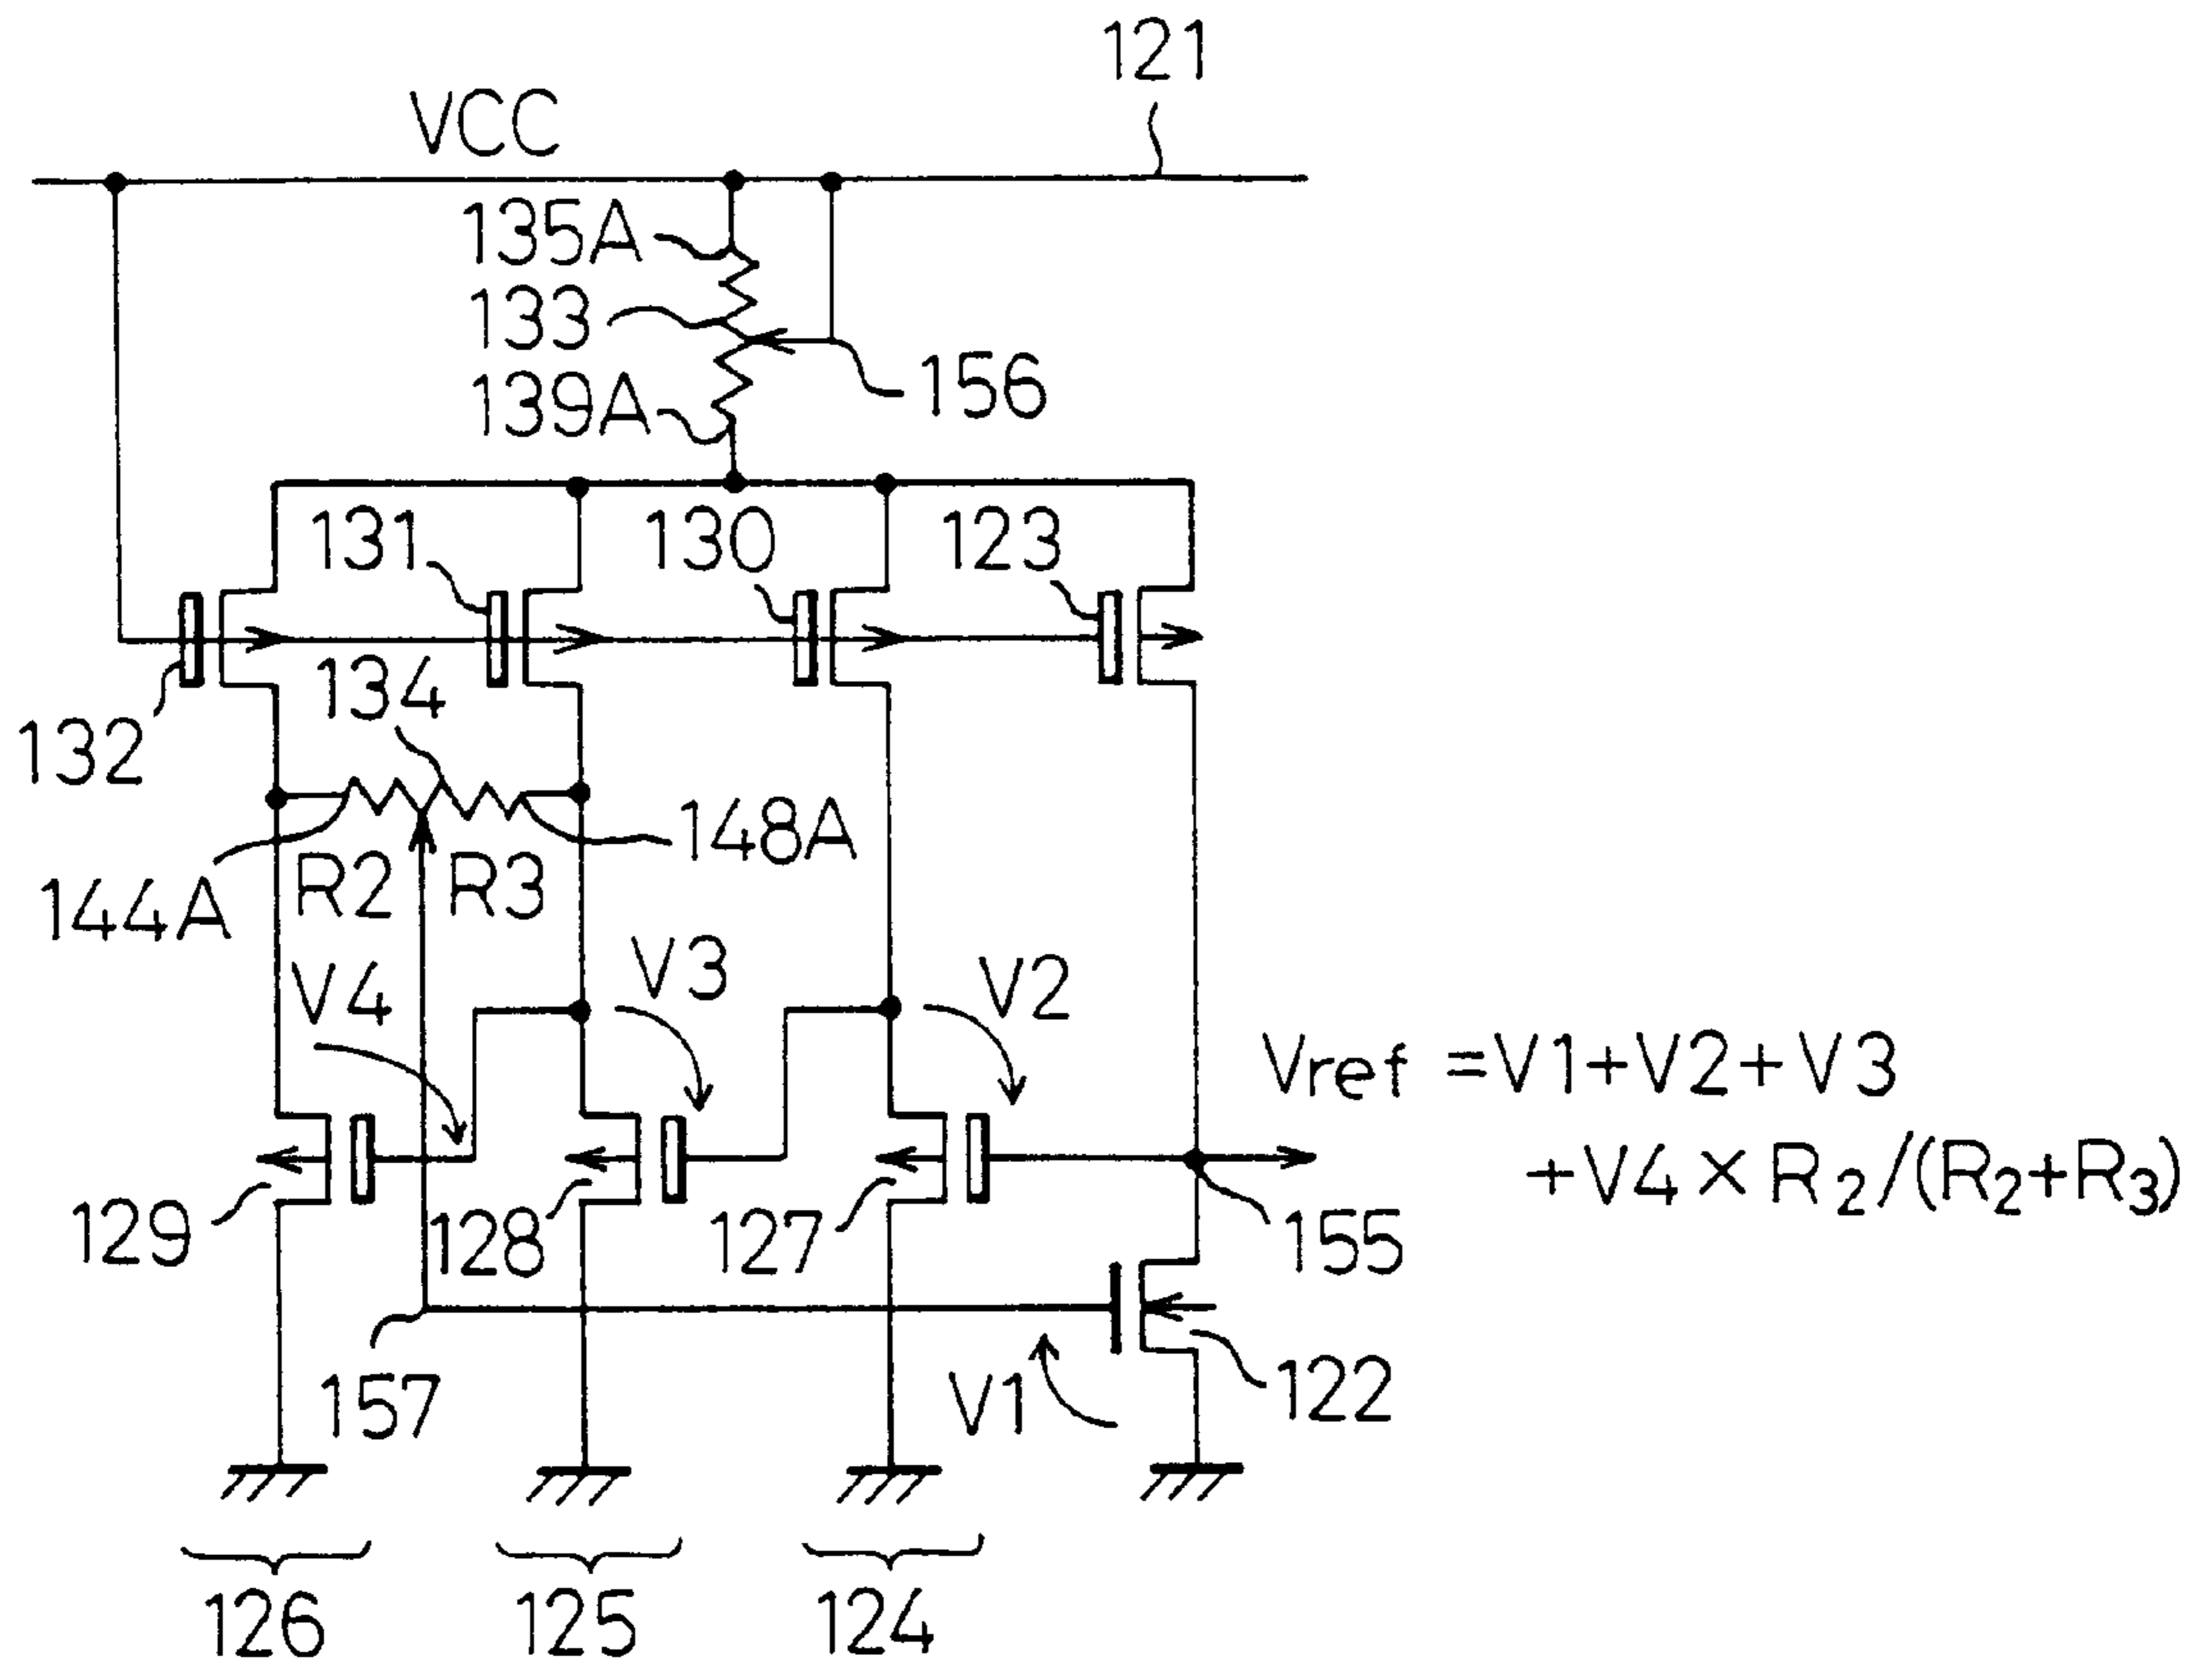 121
VCC
135A
133
156
139A
131
130
123
134
132
148A
R2 R3
144A
V4
V3
V2
Vref =V1+V2+V3
+V4×R2/(R2+R3)
129
128
127
155
157
V1
122
126
125
124